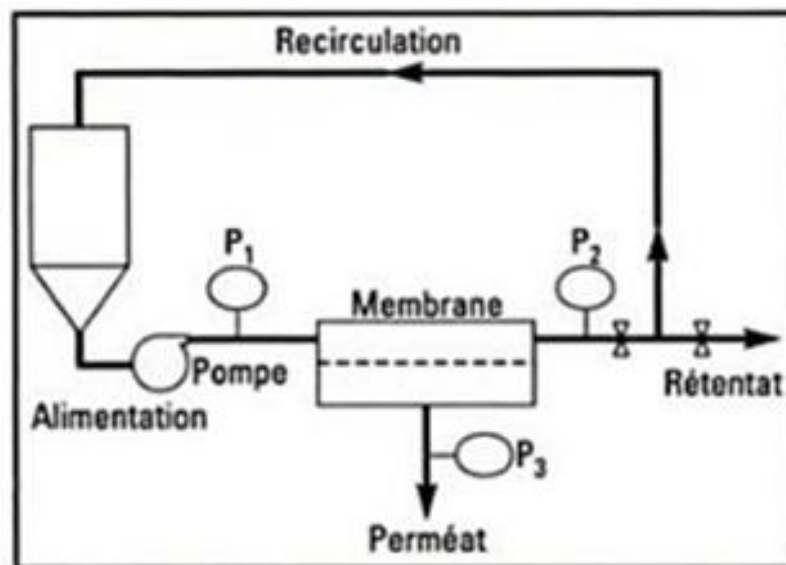 Recirculation
P1
P2
Membrane
Pompe
Rétentat
Alimentation
P3
Perméat